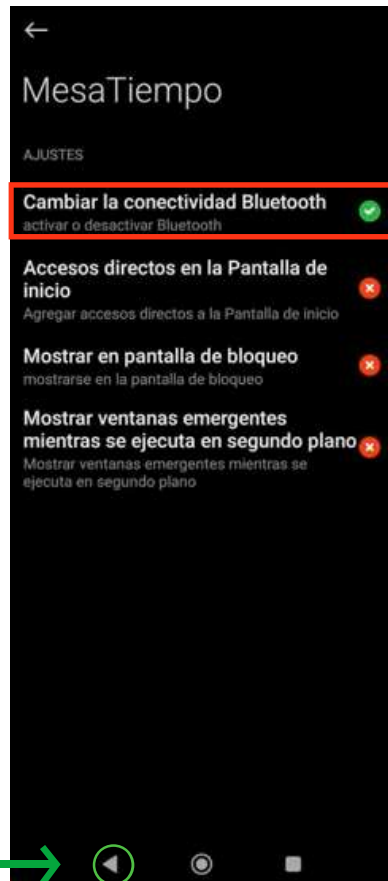 MesaTiempo
AJUSTES
Cambiar la conectividad Bluetooth
activar o desactivar Bluetooth
Accesos directos en la Pantalla de
inicio
Agregar accesos directos a la Pantalla de inicio
Mostrar en pantalla de bloqueo
mostrarse en la pantalla de bloqueo
Mostrar ventanas emergentes
mientras se ejecuta en segundo plano
Mostrar ventanas emergentes mientras se
ejecuta en segundo plano